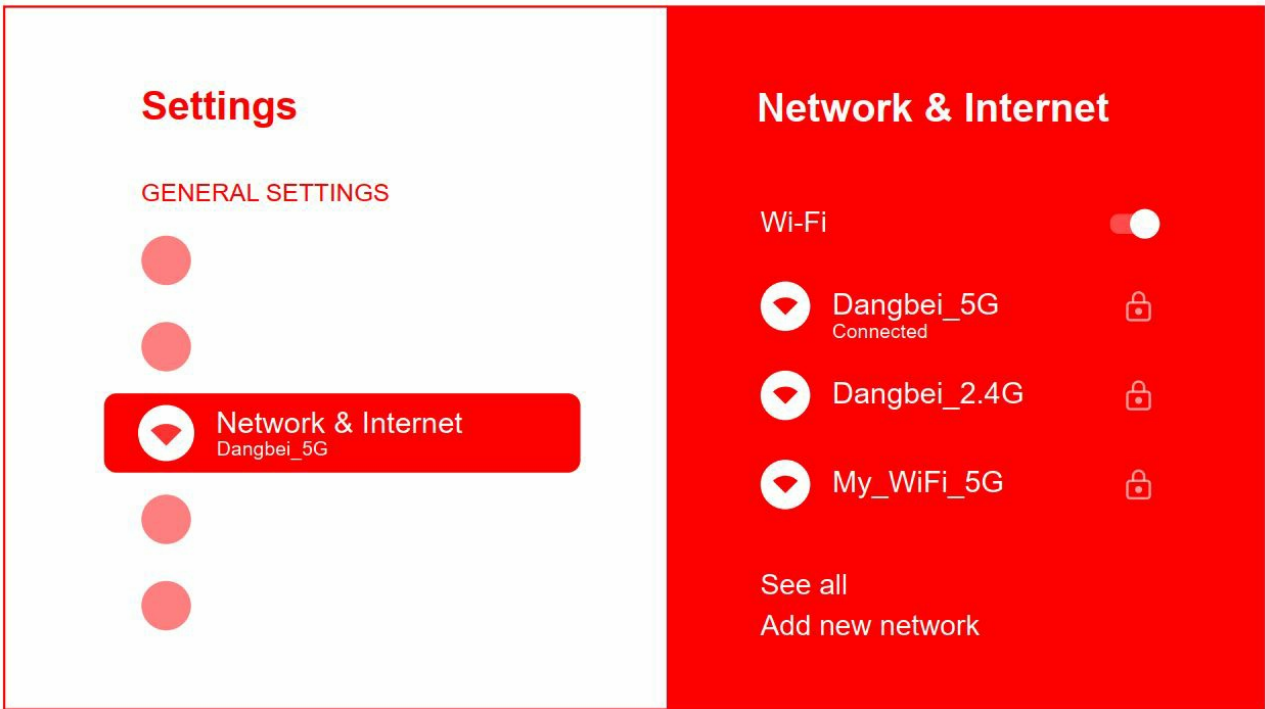 Settings
GENERAL SETTINGS
Network & Internet
Dangbei_5G
Network & Internet
Wi-Fi
Dangbei_5G
Connected
Dangbei_2.4G
My_WiFi_5G
See all
Add new network